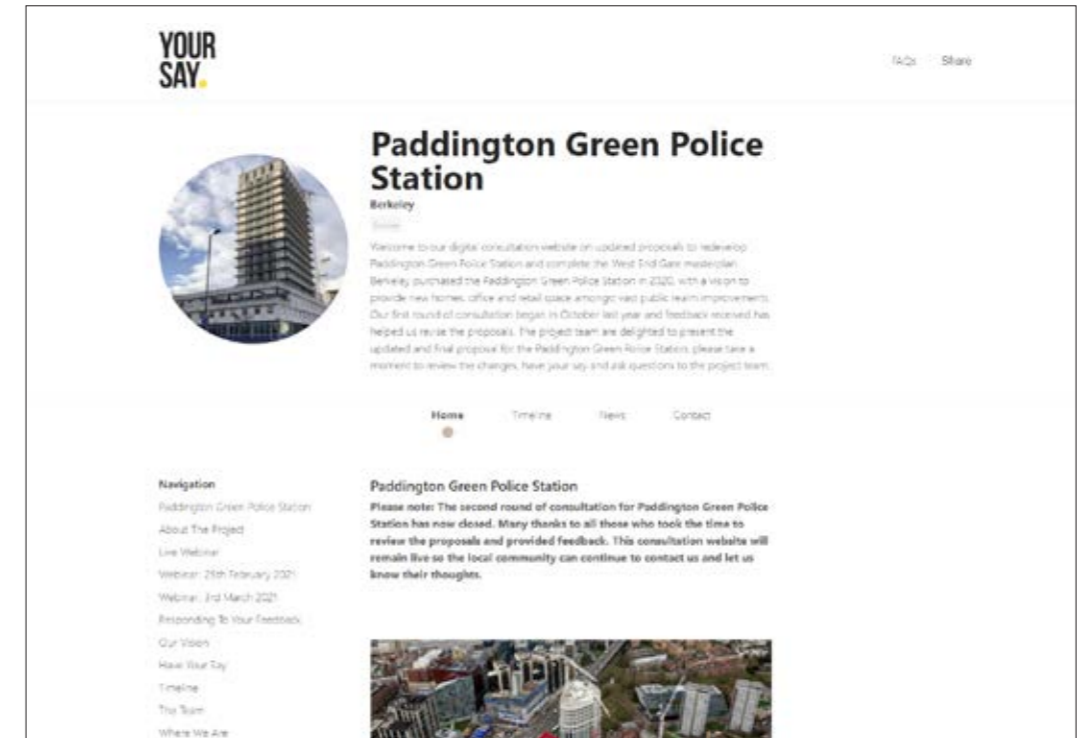 YOUR
SAY.
FAQs
Share
Paddington Green Police
Station
Berkeley
Welcome to our digital consultation website on updated proposals to redevelop
Paddington Green Police Station and complete the West End Gate masterplan.
Berkeley purchased the Paddington Green Police Station in 2020, with a vision to
provide new homes, office and retail space amongst vast public realm improvements.
Our first round of consultation began in October last year and feedback received has
helped us revise the proposals. The project team are delighted to present the
updated and final proposal for the Paddington Green Police Station, please take a
moment to review the changes, have your say and ask questions to the project team.
Home
Timeline
News
Contact
Navigation
Paddington Green Police Station
About The Project
Live Webinar
Webinar: 25th February 2021
Webinar: 3rd March 2021
Responding To Your Feedback
Our Vision
Have Your Say
Timeline
The Team
Where We Are
Paddington Green Police Station
Please note: The second round of consultation for Paddington Green Police
Station has now closed. Many thanks to all those who took the time to
review the proposals and provided feedback. This consultation website will
remain live so the local community can continue to contact us and let us
know their thoughts.